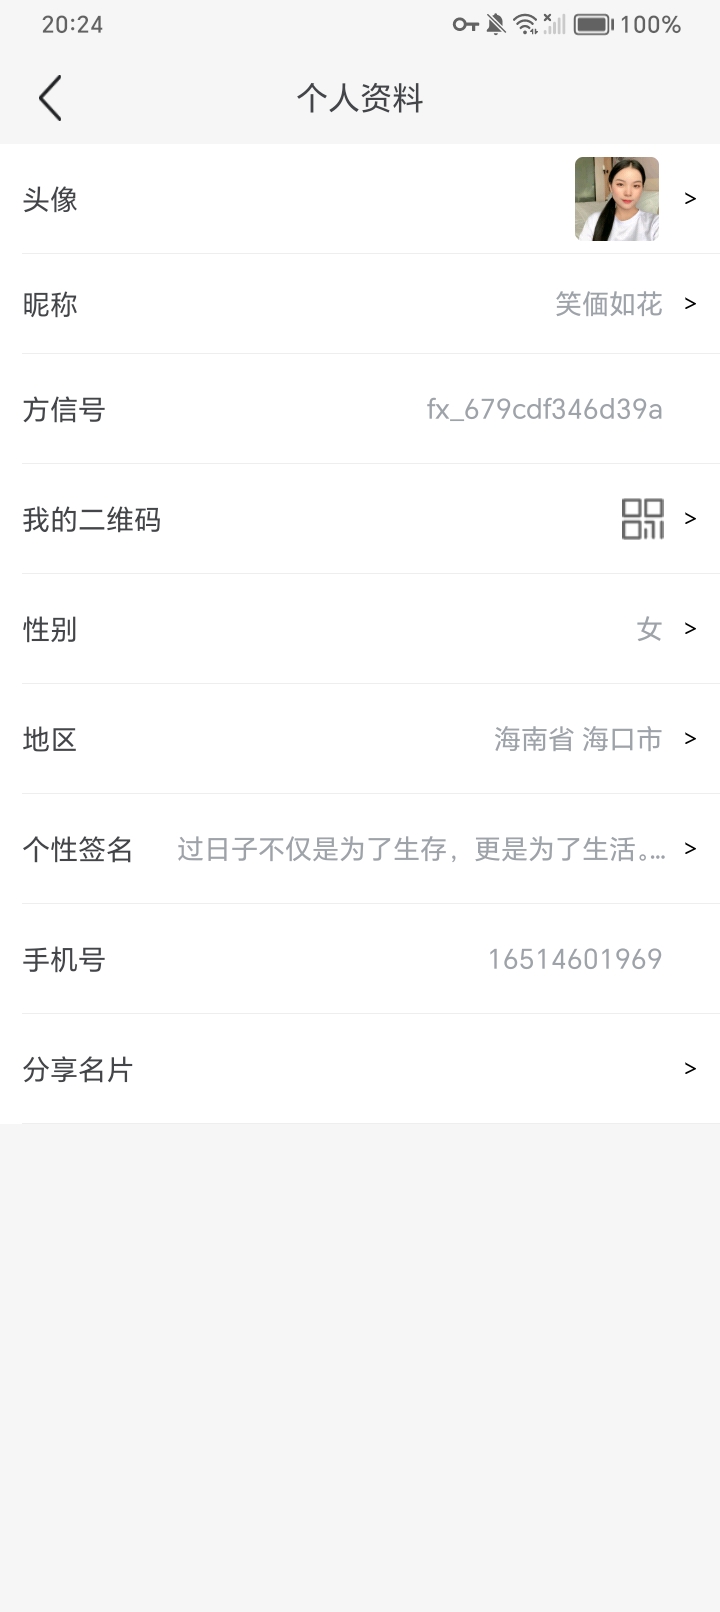 20:24
100%
个人资料
头像
>
昵称
笑偭如花 >
方信号
fx_679cdf346d39a
我的二维码
>
性别
女 >
地区
海南省 海口市 >
个性签名
过日子不仅是为了生存，更是为了生活。... >
手机号
16514601969
分享名片
>